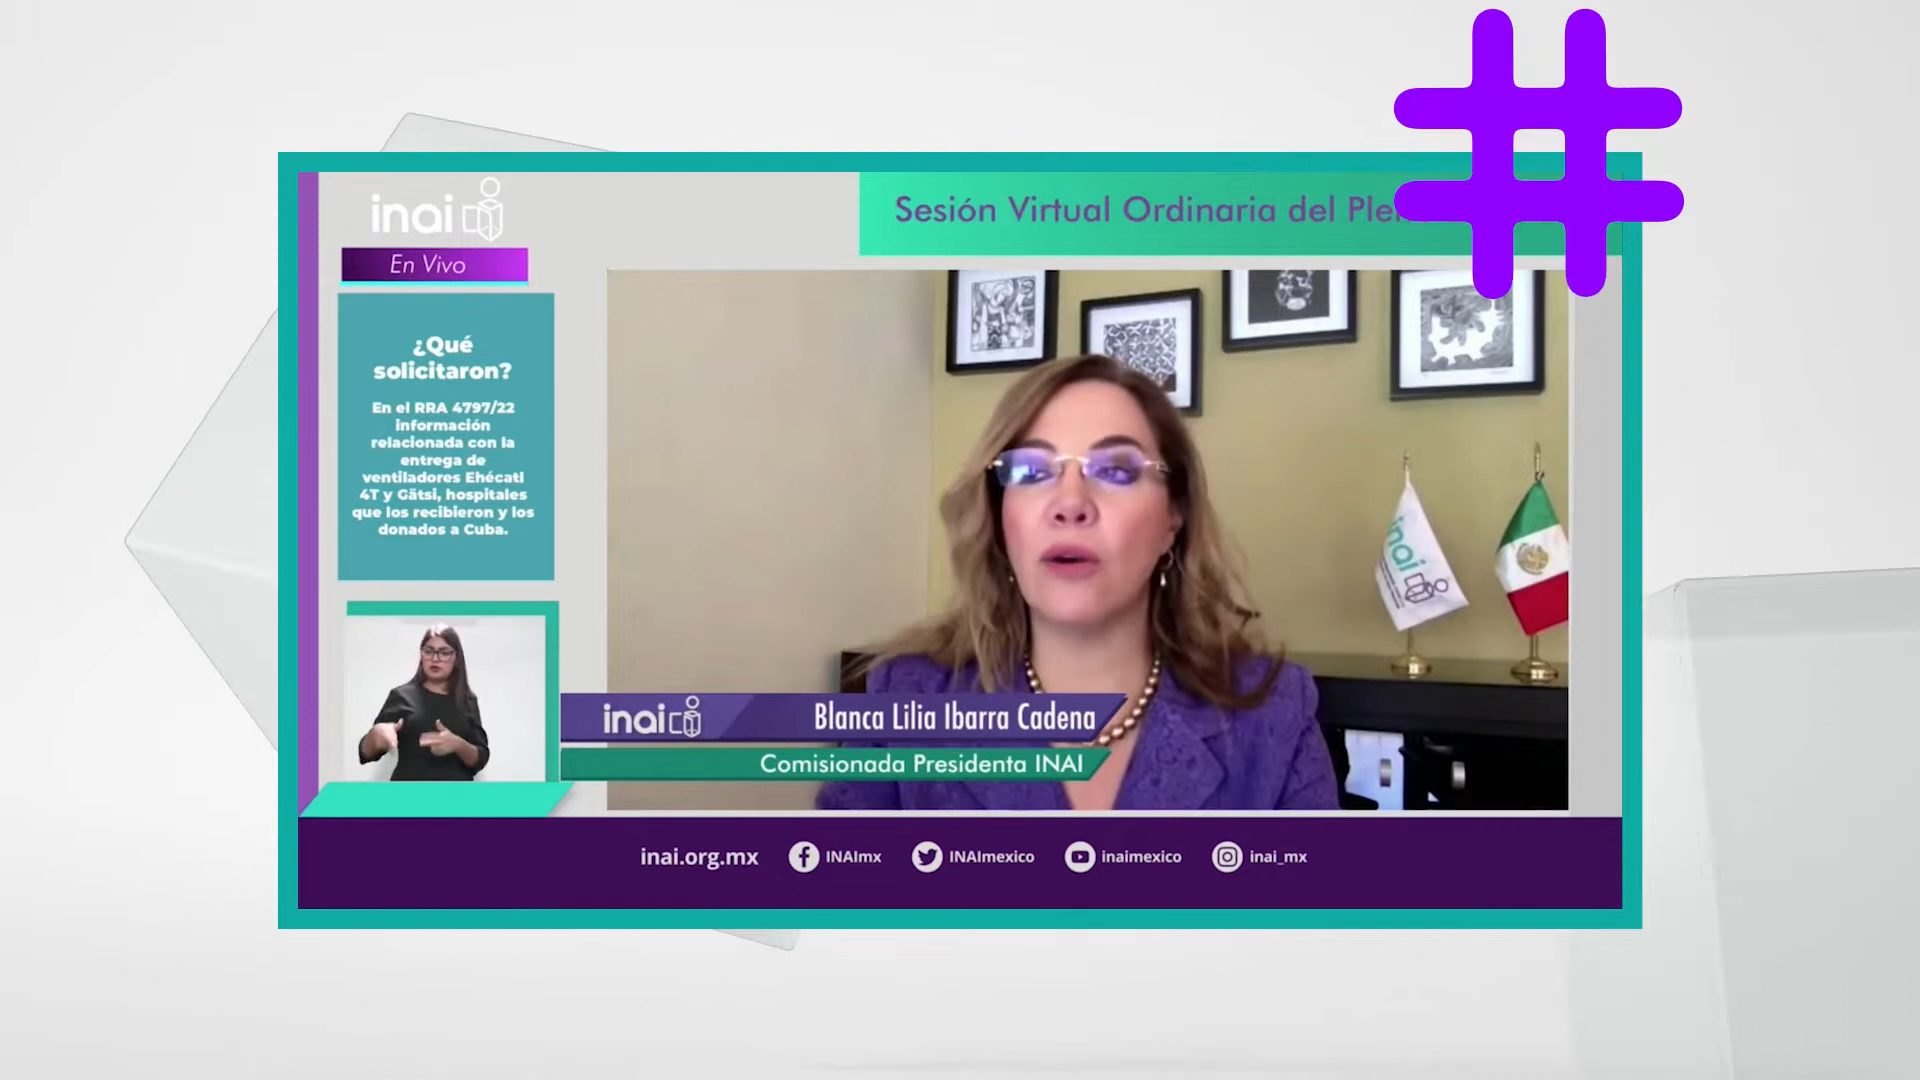 inai
Sesión Virtual Ordinaria del
En Vivo
¿Qué
solicitaron?
En el RRA 4797/22
información
relacionada con la
entrega de
ventiladores Ehécatl
4T y Gätsi, hospitales
que los recibieron y los
donados a Cuba.
inai
inai
Blanca Lilia Ibarra Cadena
Comisionada Presidenta INAI
inai.org.mx
INAImx
INAImexico
inaimexico
inai_mx